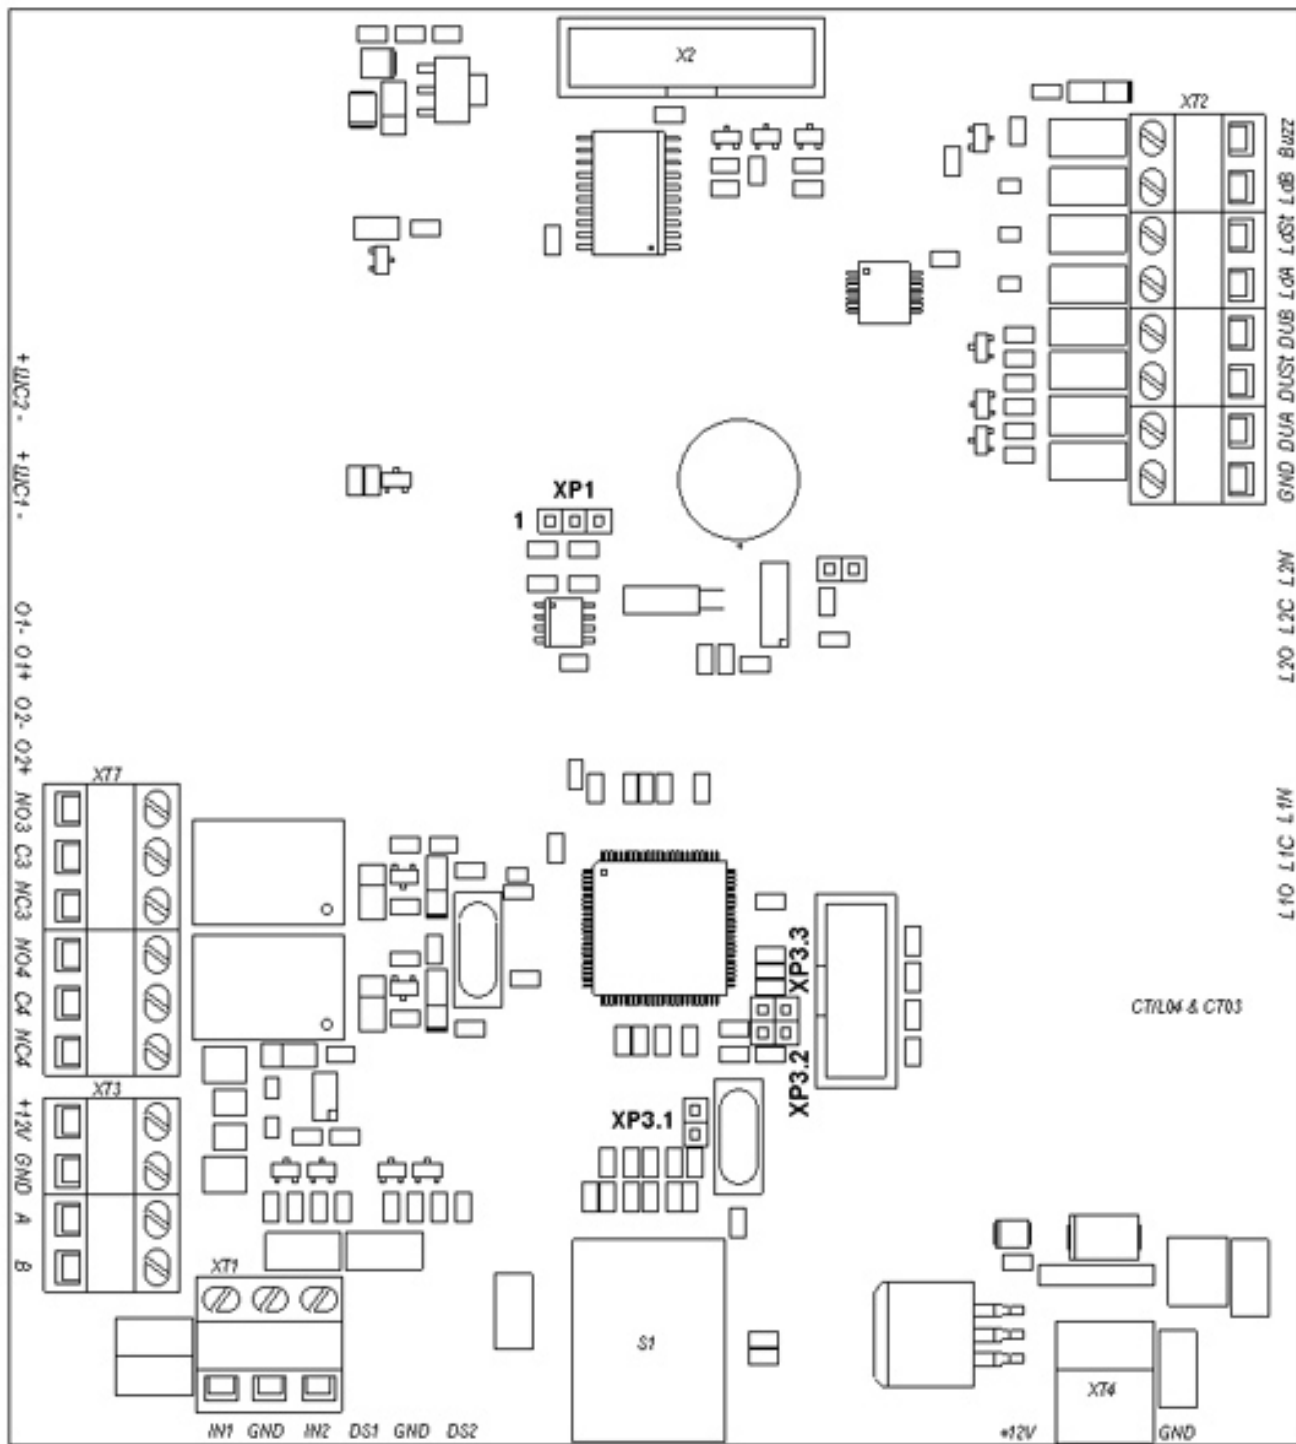 X2
XT2
Buzz
LdB
LdSt
LdA
DUB
DUSt
DUA
GND
+ ШС2 -
+ ШС1 -
XP1
1
L2N
L2C
L2O
O1-
O1+
O2-
O2+
XT7
NO3
C3
NC3
NO4
C4
NC4
L1N
L1C
L1O
XP3.3
XP3.2
CT/L04 & CT03
XT3
+12V
GND
A
B
XP3.1
XT1
S1
XT4
IN1 GND IN2 DS1 GND DS2
+12V GND